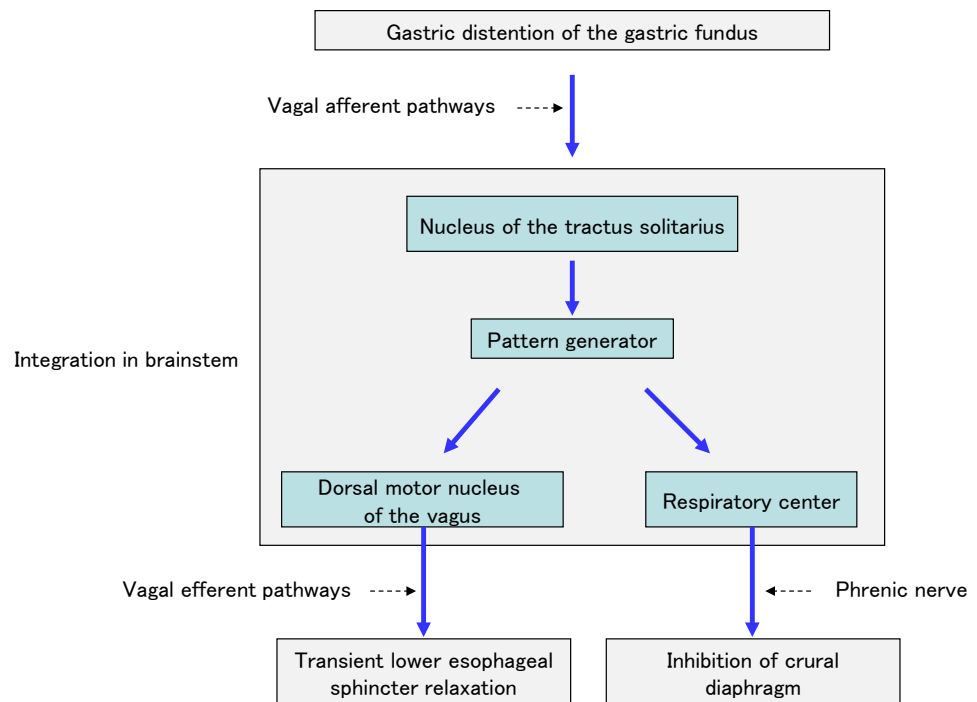 Gastric distention of the gastric fundus
Vagal afferent pathways
Nucleus of the tractus solitarius
Pattern generator
Integration in brainstem
Dorsal motor nucleus
of the vagus
Respiratory center
Vagal efferent pathways
Phrenic nerve
Transient lower esophageal
sphincter relaxation
Inhibition of crural
diaphragm